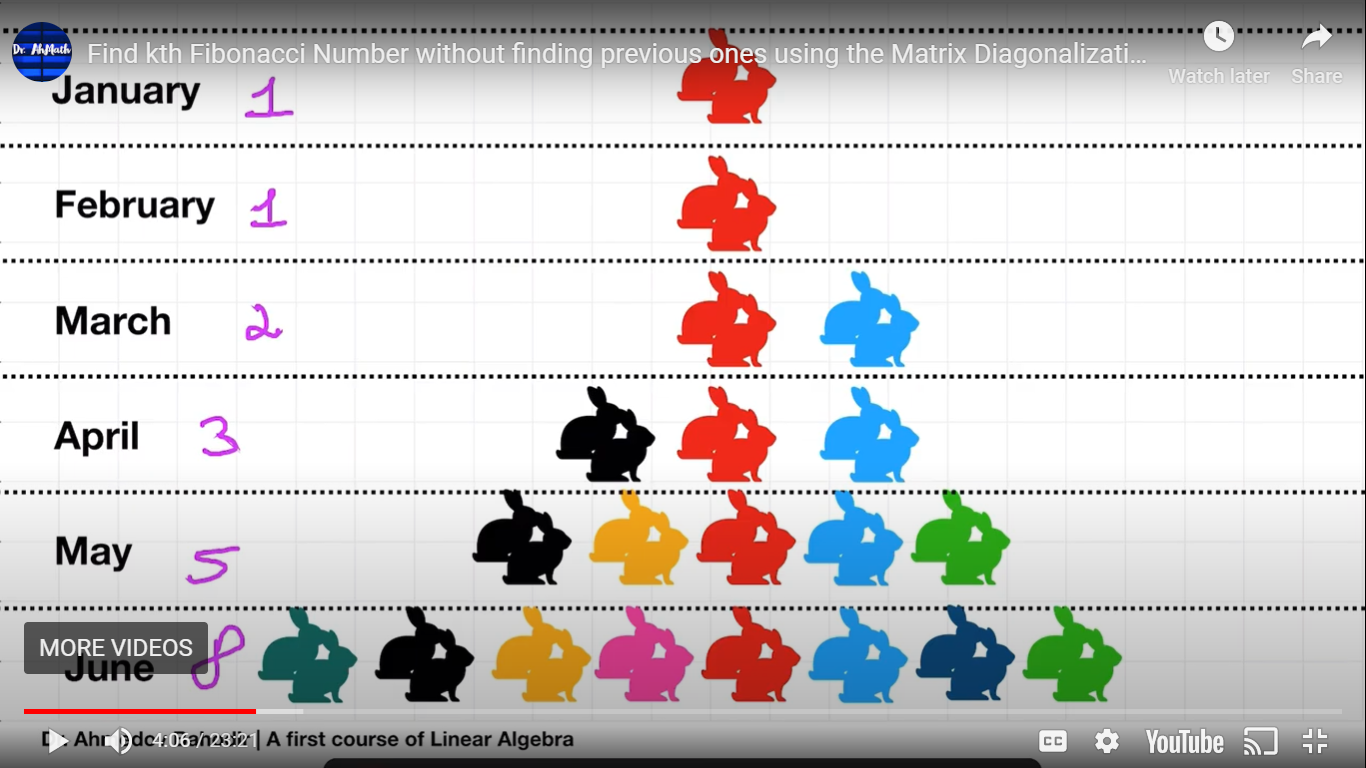 Dr. AhMath
Find kth Fibonacci Number without finding previous ones using the Matrix Diagonalizati...
Watch later
Share
January 1
February 1
March 2
April 3
May 5
MORE VIDEOS
June 8
4:06 / 23:21
| A first course of Linear Algebra
CC
YouTube